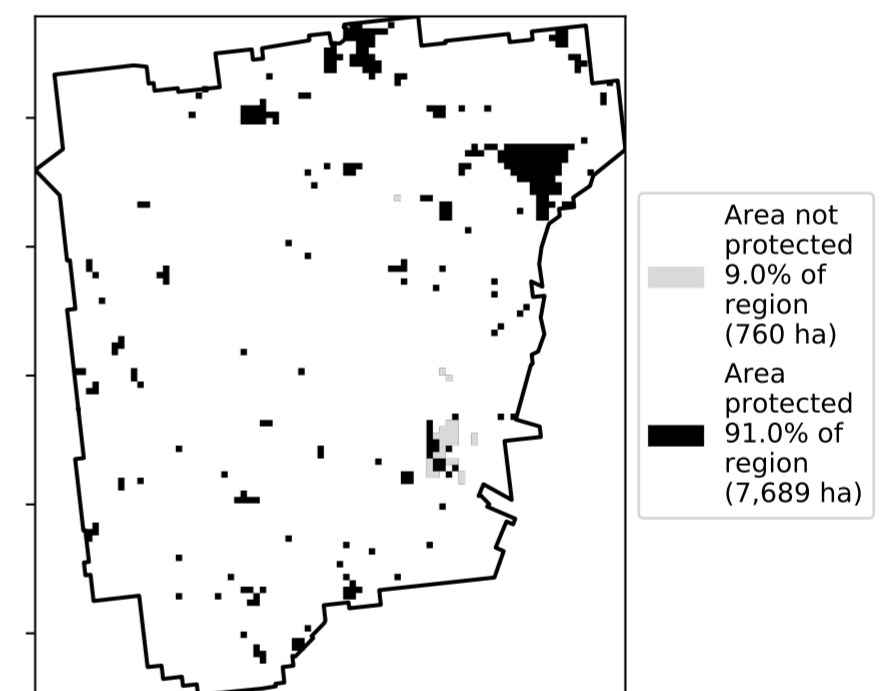 Area not
protected
9.0% of
region
(760 ha)
Area
protected
91.0% of
region
(7,689 ha)